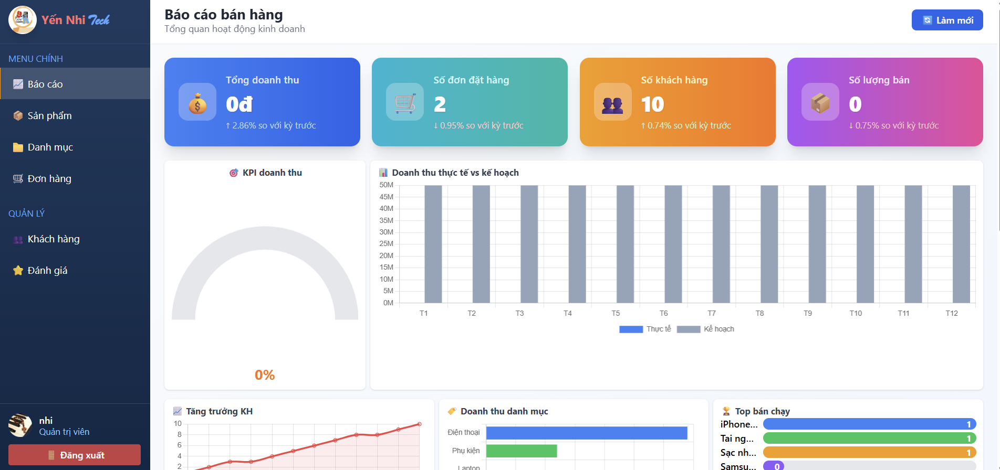 Yến Nhi Tech
MENU CHÍNH
Báo cáo
Sản phẩm
Danh mục
Đơn hàng
QUẢN LÝ
Khách hàng
Đánh giá
nhi
Quản trị viên
Đăng xuất
Báo cáo bán hàng
Tổng quan hoạt động kinh doanh
Làm mới
Tổng doanh thu
0đ
↑ 2.86% so với kỳ trước
Số đơn đặt hàng
2
↓ 0.95% so với kỳ trước
Số khách hàng
10
↑ 0.74% so với kỳ trước
Số lượng bán
0
↓ 0.75% so với kỳ trước
KPI doanh thu
0%
Doanh thu thực tế vs kế hoạch
50M
45M
40M
35M
30M
25M
20M
15M
10M
5M
0M
T1 T2 T3 T4 T5 T6 T7 T8 T9 T10 T11 T12
Thực tế Kế hoạch
Tăng trưởng KH
10
8
6
4
2
Doanh thu danh mục
Điện thoại
Phụ kiện
Laptop
Top bán chạy
iPhone... 1
Tai ng... 1
Sạc nh... 1
Samsu... 0